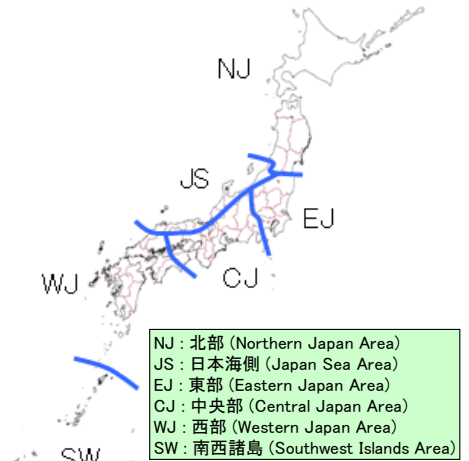 NJ
JS
EJ
CJ
WJ
SW
NJ : 北部 (Northern Japan Area)
JS : 日本海側 (Japan Sea Area)
EJ : 東部 (Eastern Japan Area)
CJ : 中央部 (Central Japan Area)
WJ : 西部 (Western Japan Area)
SW : 南西諸島 (Southwest Islands Area)